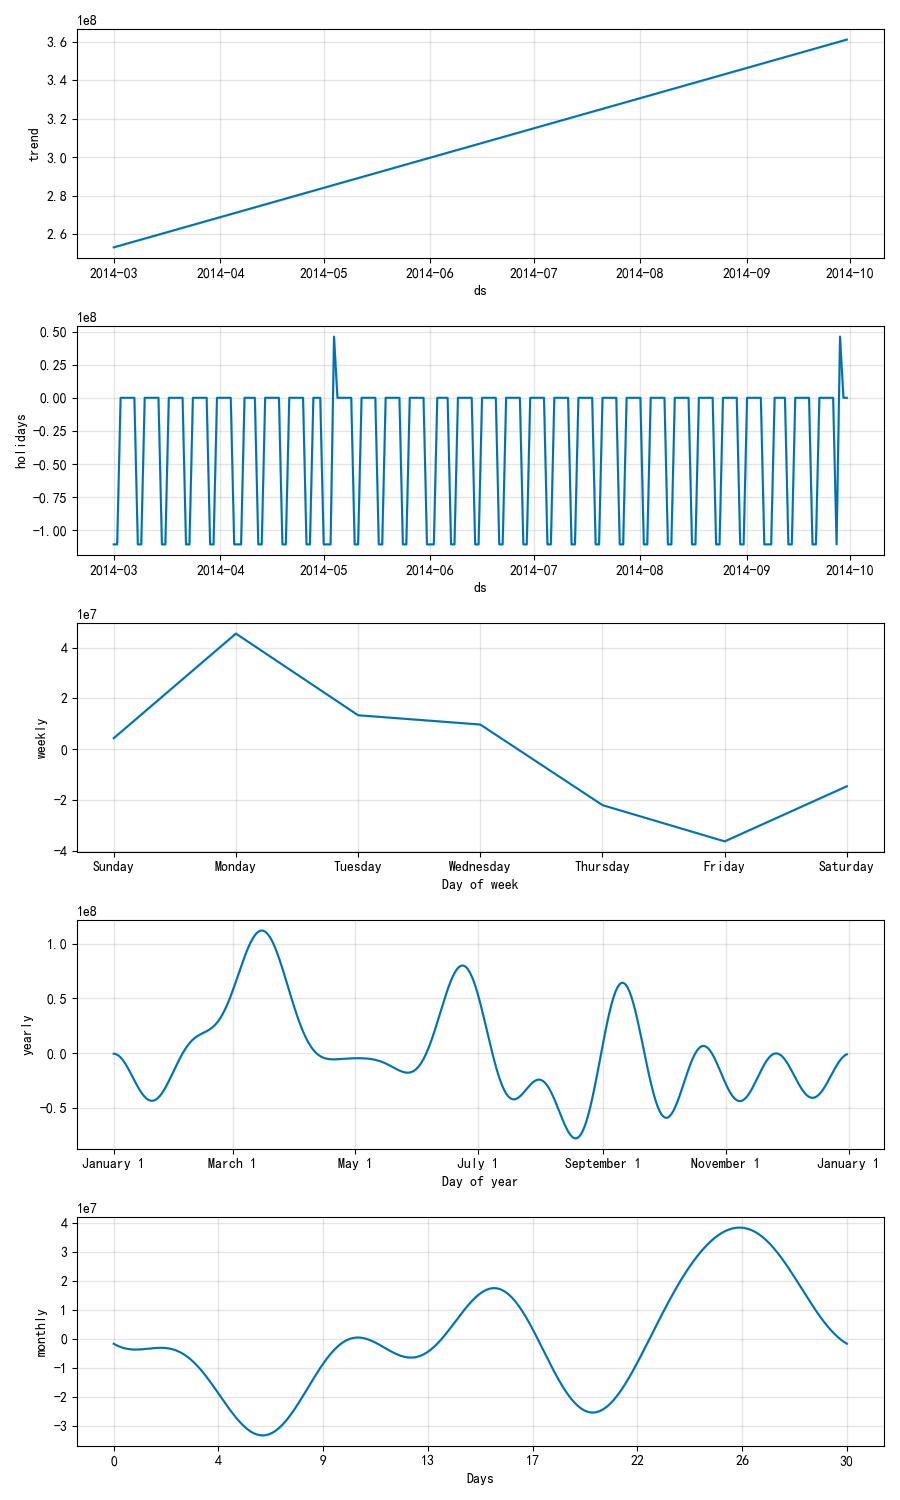 1e8
3.6
3.4
3.2
3.0
2.8
2.6
trend
2014-03 2014-04 2014-05 2014-06 2014-07 2014-08 2014-09 2014-10
ds
1e8
0.50
0.25
0.00
−0.25
−0.50
−0.75
−1.00
holidays
2014-03 2014-04 2014-05 2014-06 2014-07 2014-08 2014-09 2014-10
ds
1e7
4
2
0
−2
−4
weekly
Sunday Monday Tuesday Wednesday Thursday Friday Saturday
Day of week
1e8
1.0
0.5
0.0
−0.5
yearly
January 1 March 1 May 1 July 1 September 1 November 1 January 1
Day of year
1e7
4
3
2
1
0
−1
−2
−3
monthly
0 4 9 13 17 22 26 30
Days